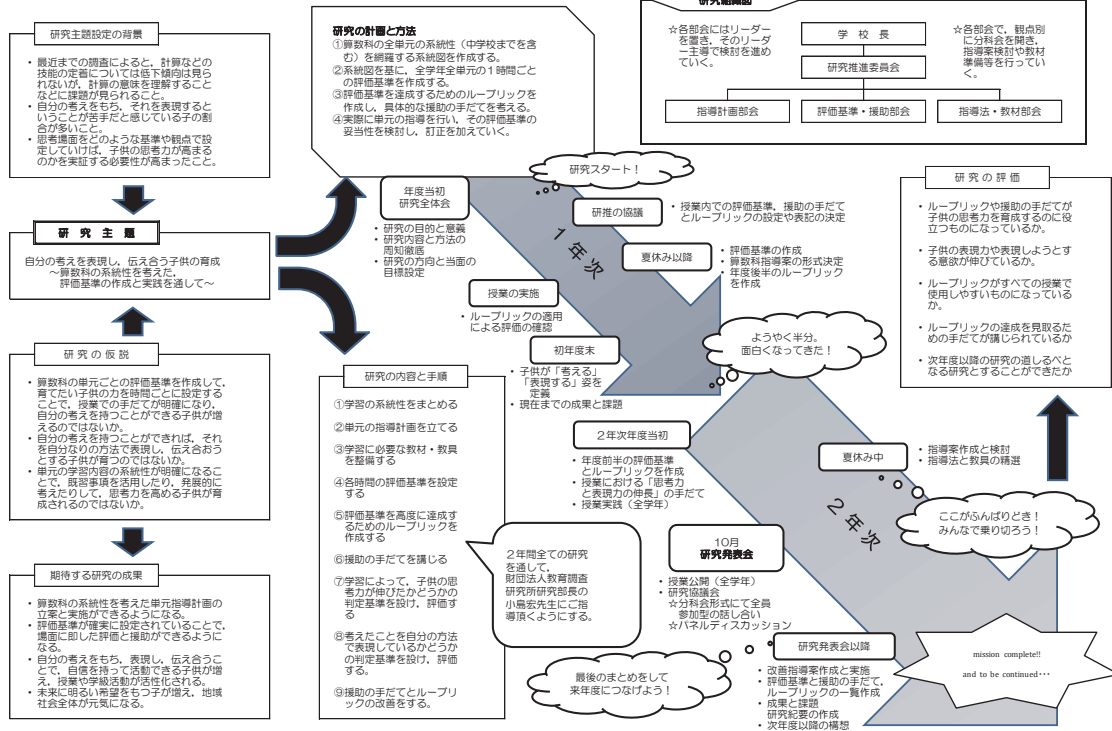 研究主題設定の背景
・ 最近までの調査によると、計算などの
技能の定着については低下傾向は見ら
れないが、計算の意味を理解すること
などに課題が見られること。
・ 自分の考えをもち、それを表現すると
いうことが苦手だと感じている子の割
合が多いこと。
・ 思考場面をどのような基準や観点で設
定していけば、子供の思考力が高まる
のかを実証する必要性が高まったこと。
研 究 主 題
自分の考えを表現し、伝え合う子供の育成
～算数科の系統性を考えた、
評価基準の作成と実践を通して～
研 究 の 仮 説
・ 算数科の単元ごとの評価基準を作成して、
育てたい子供の力を時間ごとに設定する
ことで、授業での手だてが明確になり、
自分の考えを持つことができる子供が増
えるのではないか。
・ 自分の考えを持つことができれば、それ
を自分なりの方法で表現し、伝え合おう
とする子供が育つのではないか。
・ 単元の学習内容の系統性が明確になるこ
とで、既習事項を活用したり、発展的に
考えたりして、思考力を高める子供が育
成されるのではないか。
期待する研究の成果
・ 算数科の系統性を考えた単元指導計画の
立案と実施ができるようになる。
・ 評価基準が確実に設定されていることで、
場面に即した評価と援助ができるように
なる。
・ 自分の考えをもち、表現し、伝え合うこ
とで、自信を持って活動できる子供が増
え、授業や学級活動が活性化される。
・ 未来に明るい希望をもつ子が増え、地域
社会全体が元気になる。
研究の計画と方法
①算数科の全単元の系統性（中学校までを含
む）を網羅する系統図を作成する。
②系統図を基に、全学年全単元の１時間ごと
の評価基準を作成する。
③評価基準を達成するためのルーブリックを
作成し、具体的な援助の手だてを考える。
④実際に単元の指導を行い、その評価基準の
妥当性を検討し、訂正を加えていく。
研究組織図
☆各部会にはリーダー
を置き、そのリーダ
ー主導で検討を進め
ていく。
学 校 長
研究推進委員会
指導計画部会
評価基準・援助部会
指導法・教材部会
☆各部会で、観点別
に分科会を開き、
指導案検討や教材
準備等を行ってい
く。
研究スタート！
１年次
年度当初
研究全体会
・ 研究の目的と意義
・ 研究内容と方法の
周知徹底
・ 研究の方向と当面の
目標設定
研推の協議
・ 授業内での評価基準、援助の手だて
とルーブリックの設定や表記の決定
夏休み以降
・ 評価基準の作成
・ 算数科指導案の形式決定
・ 年度後半のルーブリック
を作成
授業の実施
・ ルーブリックの適用
による評価の確認
初年度末
・ 子供が「考える」
「表現する」姿を
定義
・ 現在までの成果と課題
ようやく半分。
面白くなってきた！
研究の内容と手順
①学習の系統性をまとめる
②単元の指導計画を立てる
③学習に必要な教材・教具
を整備する
④各時間の評価基準を設定
する
⑤評価基準を高度に達成す
るためのルーブリックを
作成する
⑥援助の手だてを講じる
⑦学習によって、子供の思
考力が伸びたかどうかの
判定基準を設け、評価す
る
⑧考えたことを自分の方法
で表現しているかどうか
の判定基準を設け、評価
する。
⑨援助の手だてとルーブリ
ックの改善をする。
２年間全ての研究
を通して、
財団法人教育調査
研究所研究部長の
小島宏先生にご指
導頂くようにする。
２年次
２年次年度当初
・ 年度前半の評価基準
とルーブリックを作成
・ 授業における「思考力
と表現力の伸長」の手だて
・ 授業実践（全学年）
夏休み中
・ 指導案作成と検討
・ 指導法と教具の精選
ここがふんばりどき！
みんなで乗り切ろう！
10月
研究発表会
・ 授業公開（全学年）
・ 研究協議会
☆分科会形式にて全員
参加型の話し合い
☆パネルディスカッション
研究発表会以降
・ 改善指導案作成と実施
・ 評価基準と援助の手だて、
ルーブリックの一覧作成
・ 成果と課題
研究紀要の作成
・ 次年度以降の構想
最後のまとめをして
来年度につなげよう！
mission complete!!
and to be continued・・・
研 究 の 評 価
・ ルーブリックや援助の手だてが
子供の思考力を育成するのに役
立つものになっているか。
・ 子供の表現力や表現しようとす
る意欲が伸びているか。
・ ルーブリックがすべての授業で
使用しやすいものになっている
か。
・ ルーブリックの達成を見取るた
めの手だてが講じられているか
・ 次年度以降の研究の道しるべと
なる研究とすることができたか